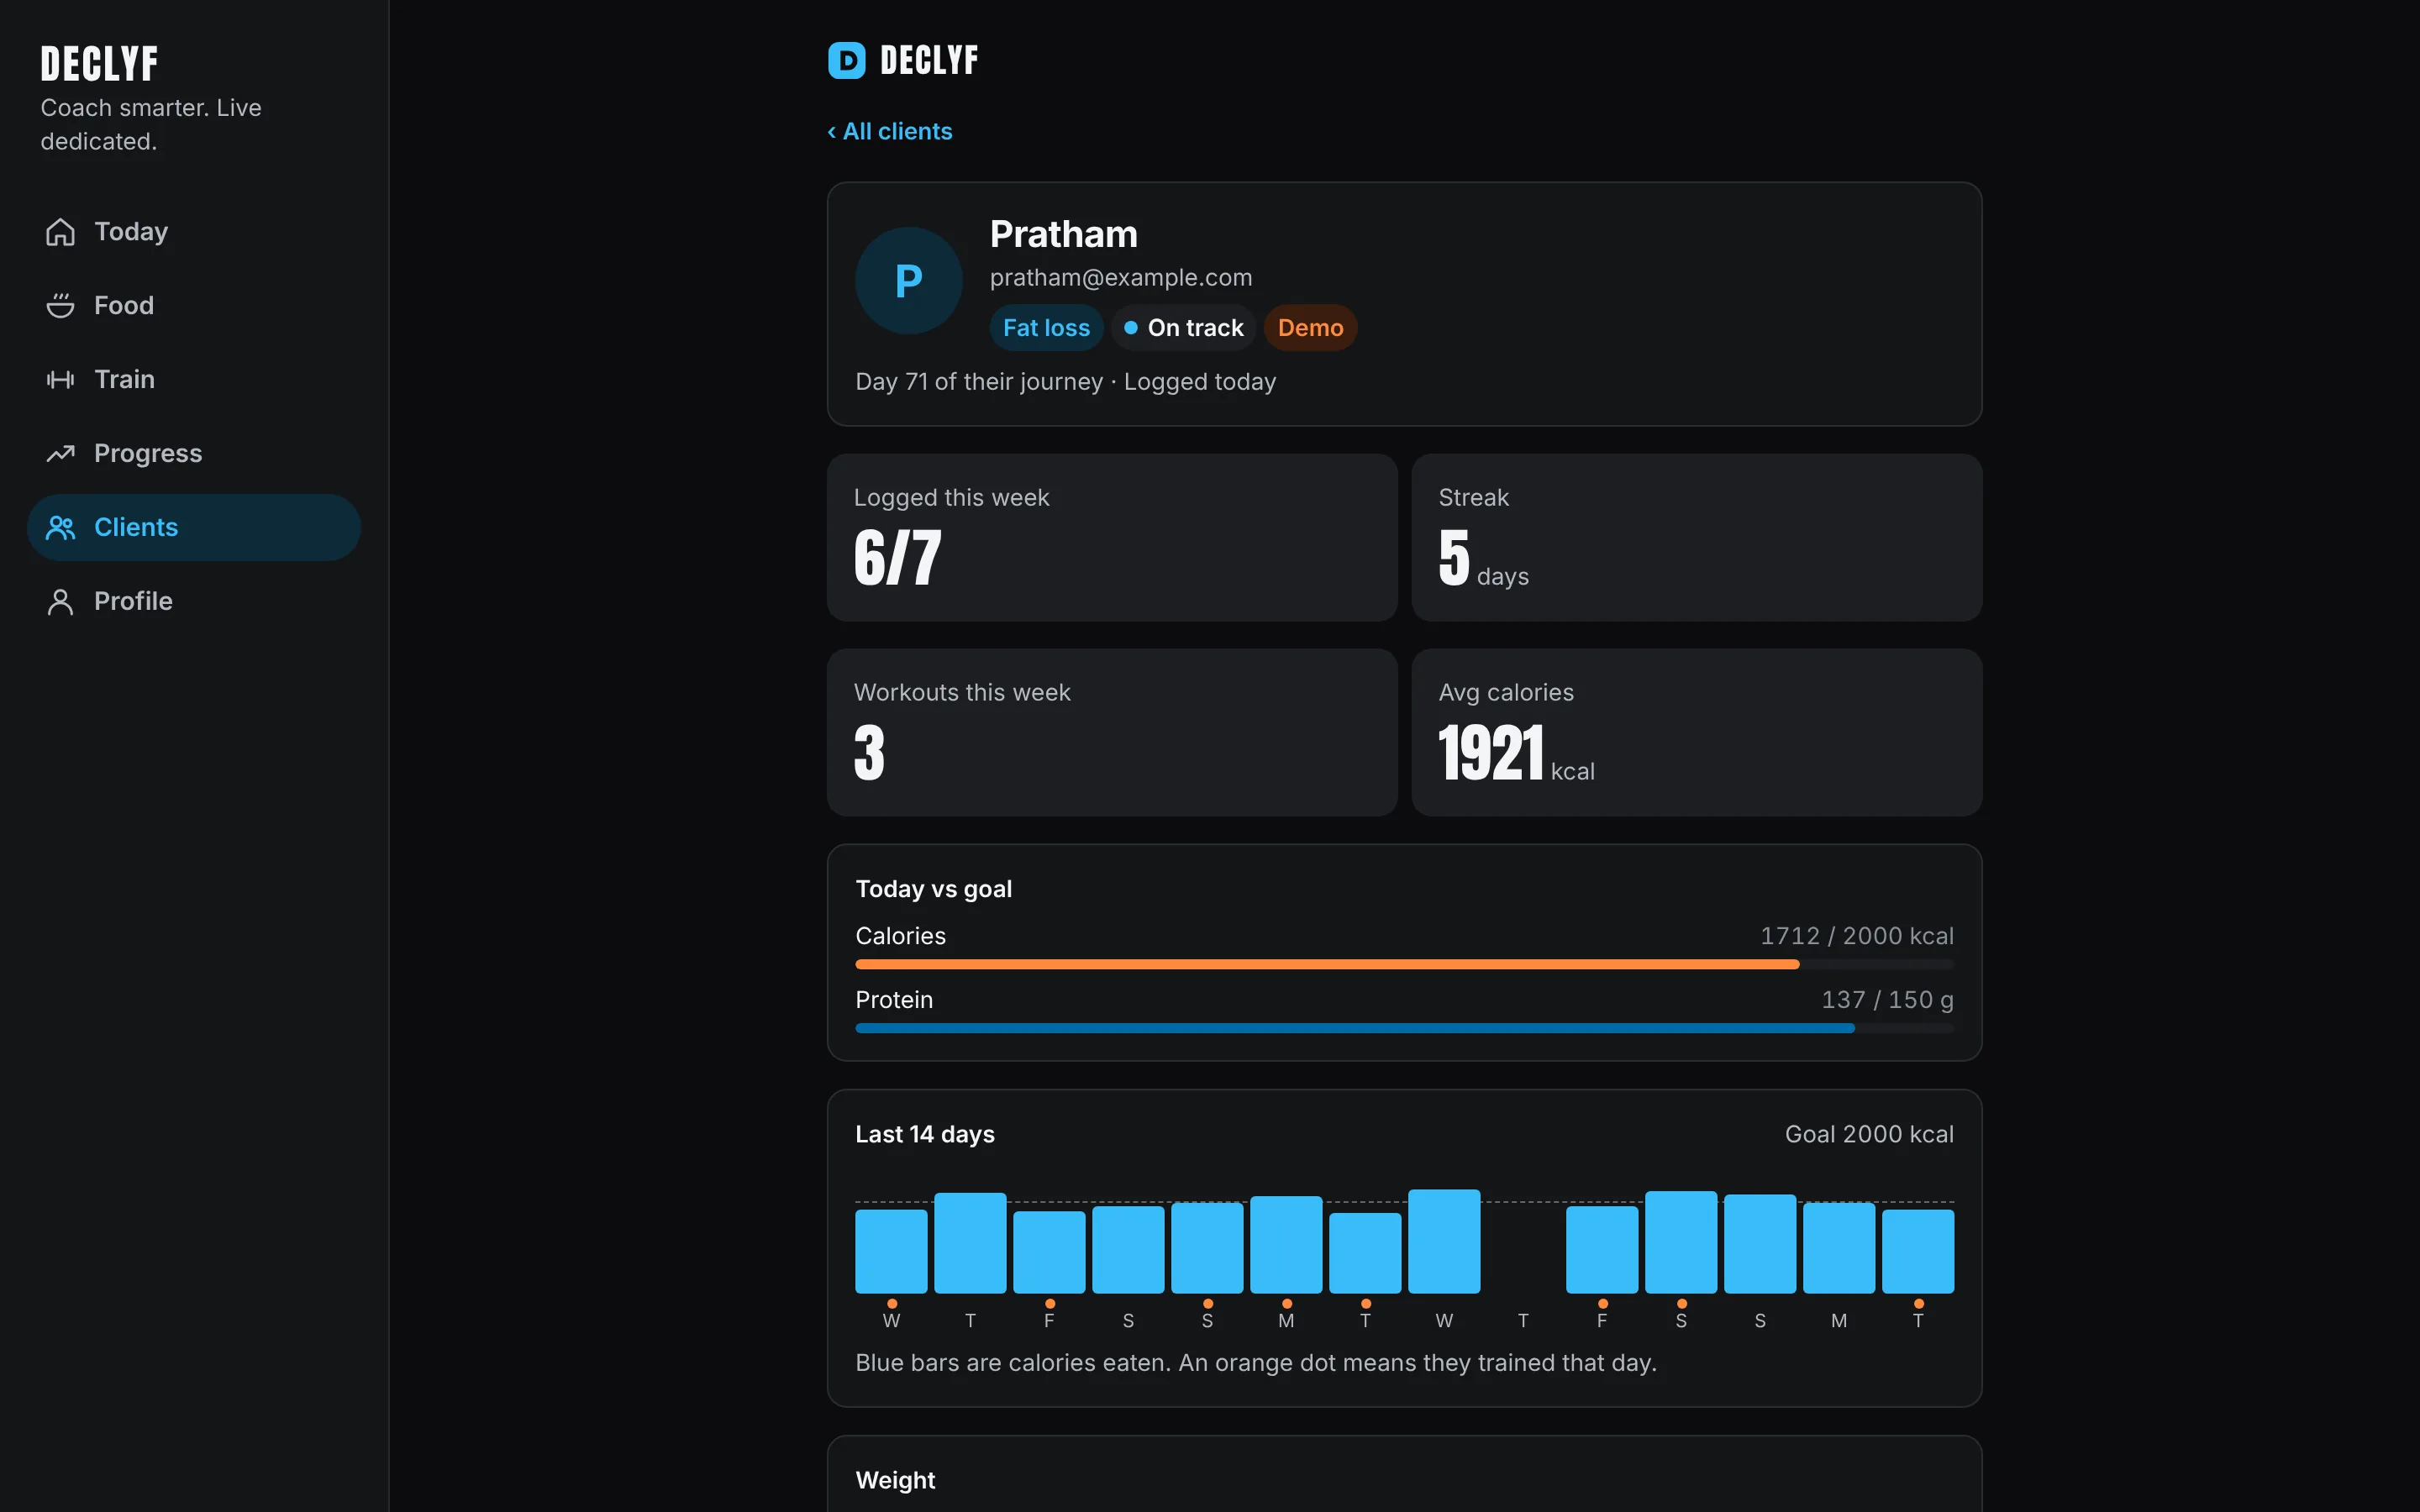 DECLYF
Coach smarter. Live
dedicated.
Today
Food
Train
Progress
Clients
Profile
D DECLYF
‹ All clients
P
Pratham
pratham@example.com
Fat loss On track Demo
Day 71 of their journey · Logged today
Logged this week
6/7
Streak
5 days
Workouts this week
3
Avg calories
1921 kcal
Today vs goal
Calories 1712 / 2000 kcal
Protein 137 / 150 g
Last 14 days Goal 2000 kcal
W T F S S M T W T F S S M T
Blue bars are calories eaten. An orange dot means they trained that day.
Weight